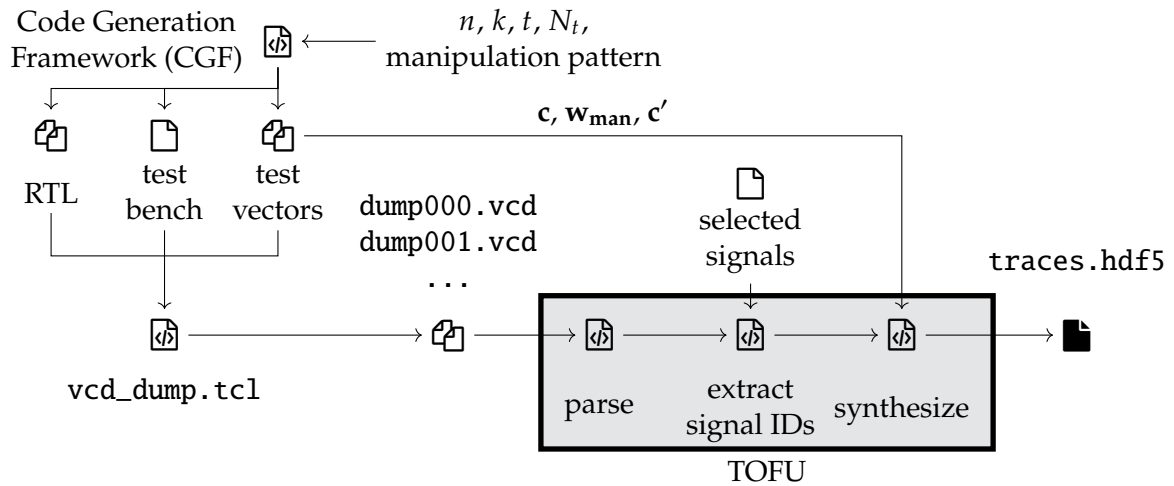 Code Generation
Framework (CGF)
n, k, t, Nₜ,
manipulation pattern
c, w_man, c′
RTL
test
bench
test
vectors
dump000.vcd
dump001.vcd
...
selected
signals
traces.hdf5
vcd_dump.tcl
parse
extract
signal IDs
synthesize
TOFU